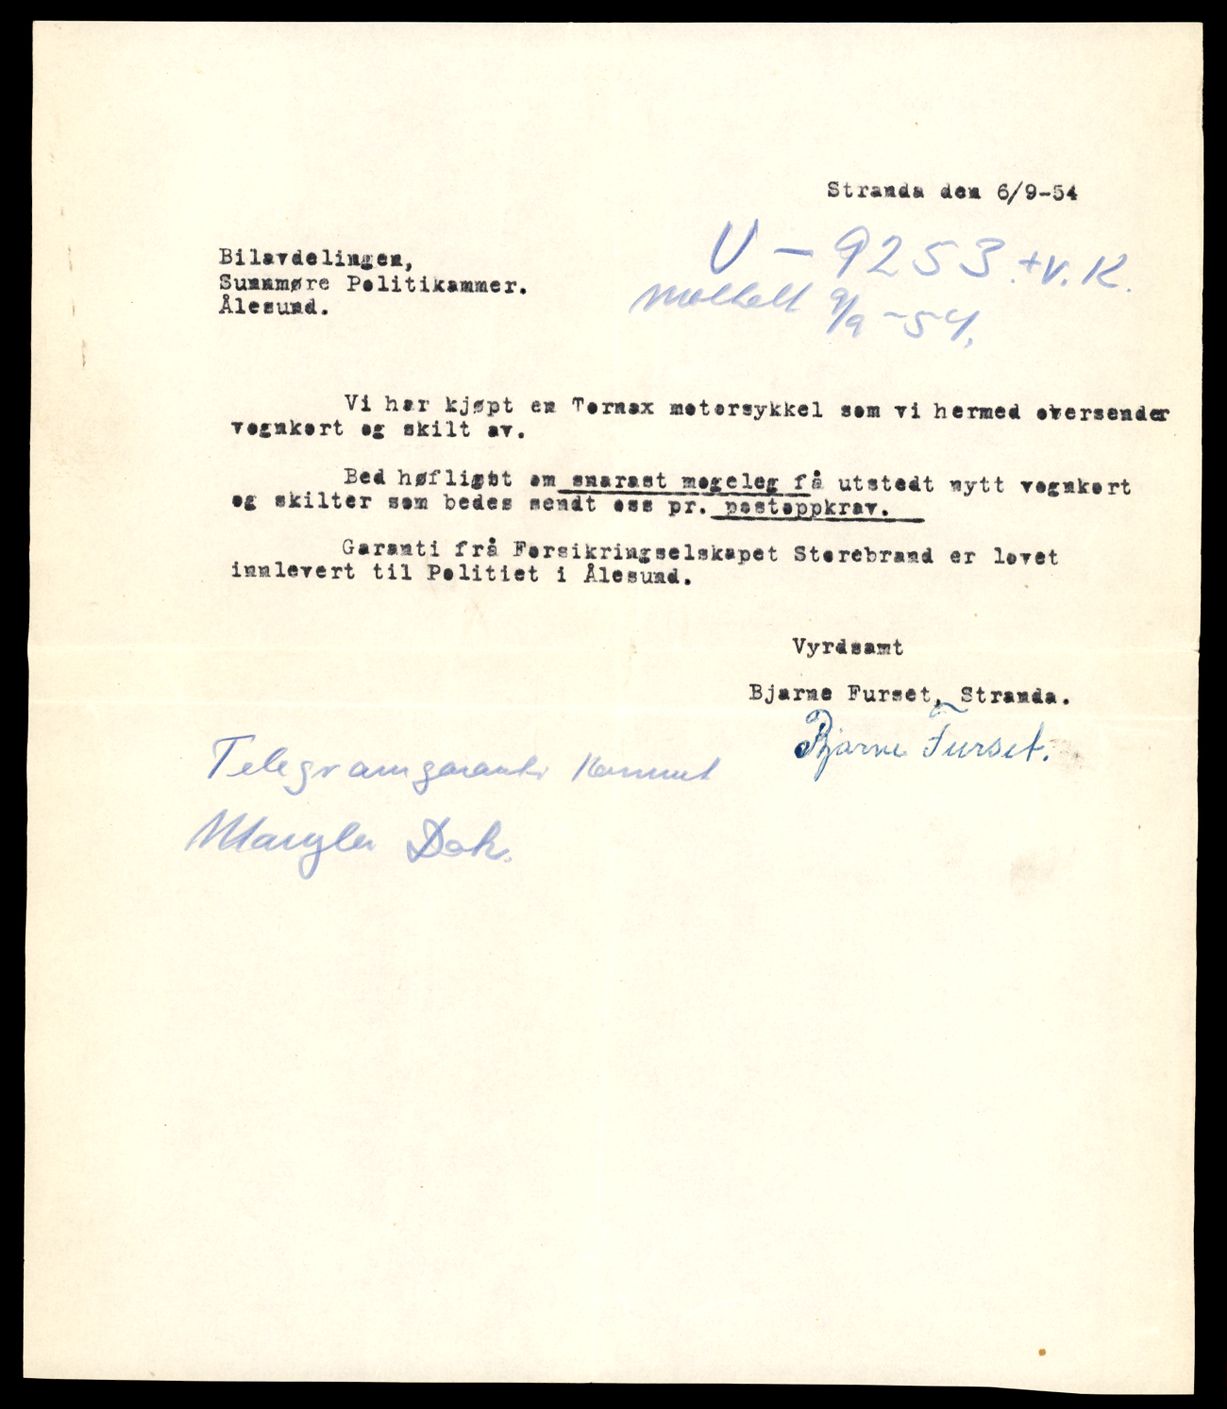 Stranda den 6/9-54
U - 9253 + v. K.
Mottatt 9/9 - 54.
Bilavdelingen,
Sunnmøre Politikammer.
Ålesund.
Vi har kjøpt en Tornax motorsykkel som vi hermed oversender
vognkort og skilt av.
Bed høfligst om snarast mogeleg få utstedt nytt vognkort
og skilter som bedes sendt oss pr. postoppkrav.
Garanti frå Forsikringselskapet Storebrand er lovet
innlevert til Politiet i Ålesund.
Vyrdsamt
Bjarne Furset, Stranda.
Bjarne Furset.
Telegramgaranti Kommet
Mangler Dok.